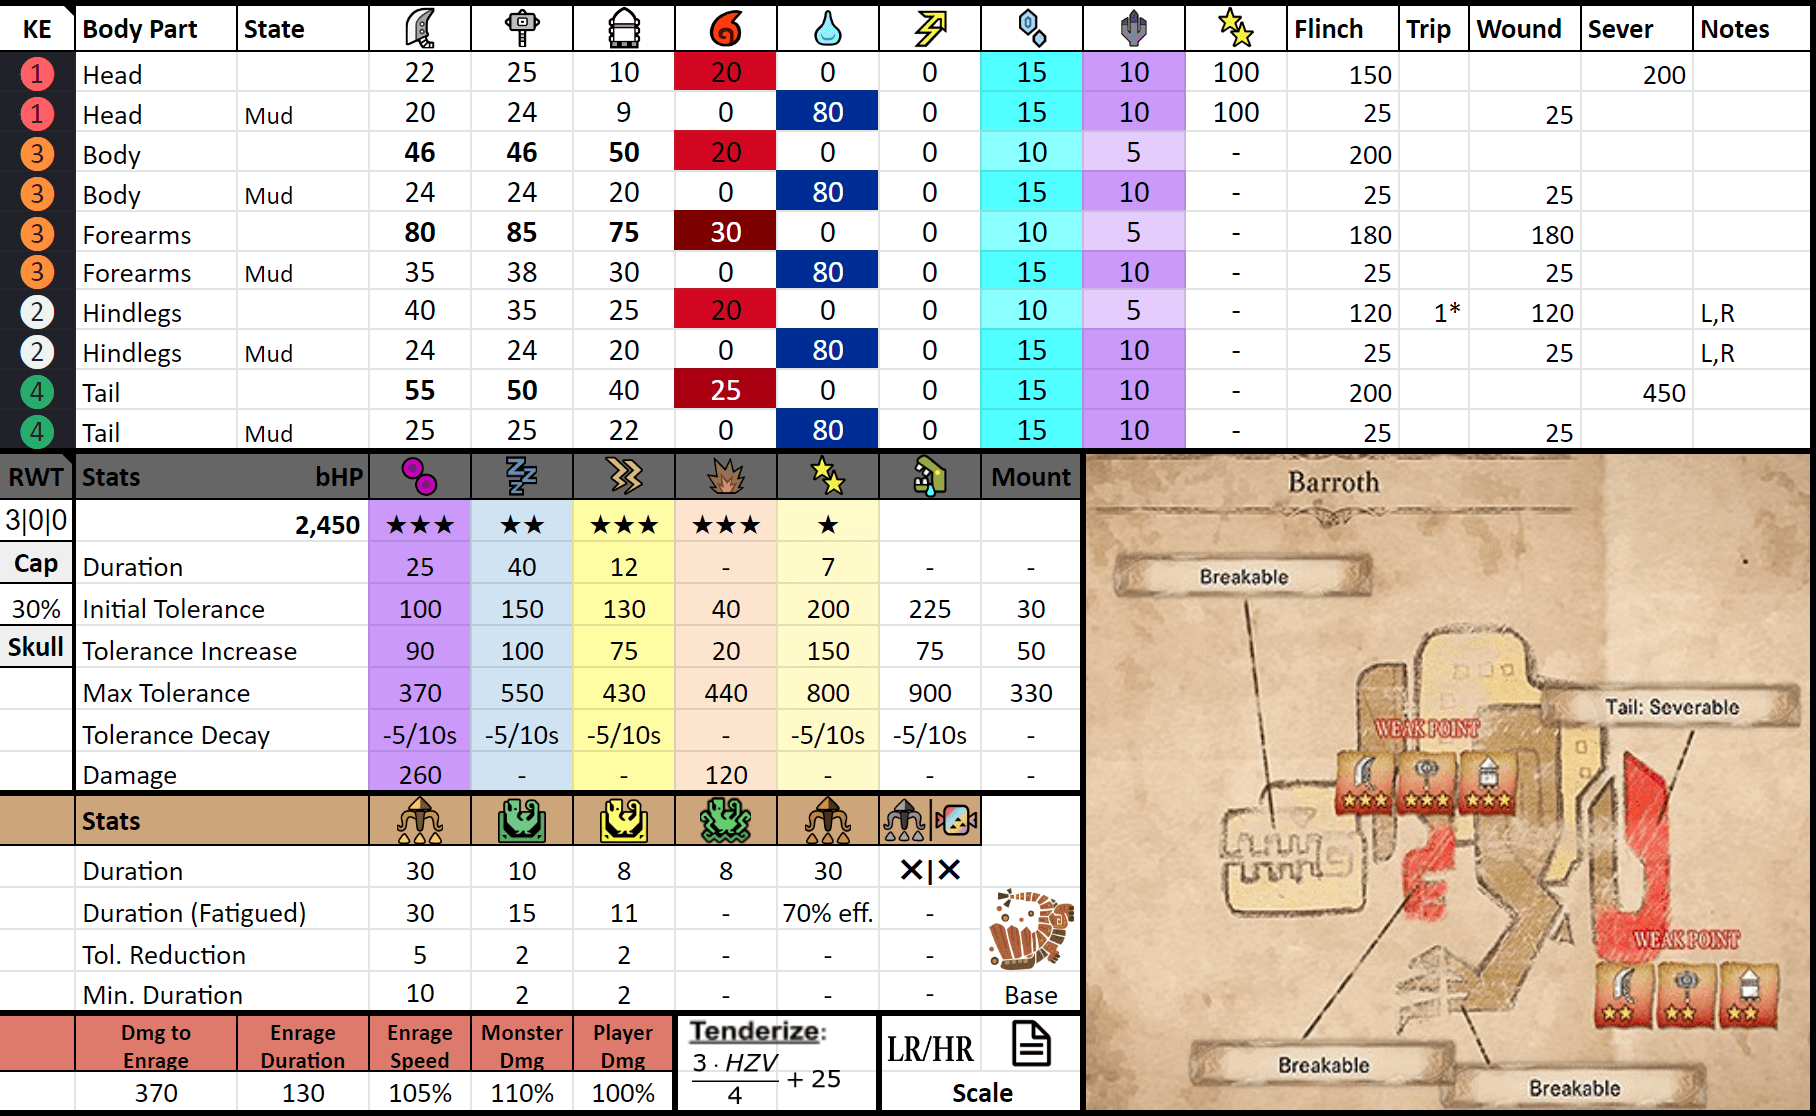 KE Body Part State Flinch Trip Wound Sever Notes
1 Head 22 25 10 20 0 0 15 10 100 150 200
1 Head Mud 20 24 9 0 80 0 15 10 100 25 25
3 Body 46 46 50 20 0 0 10 5 - 200
3 Body Mud 24 24 20 0 80 0 15 10 - 25 25
3 Forearms 80 85 75 30 0 0 10 5 - 180 180
3 Forearms Mud 35 38 30 0 80 0 15 10 - 25 25
2 Hindlegs 40 35 25 20 0 0 10 5 - 120 1* 120 L,R
2 Hindlegs Mud 24 24 20 0 80 0 15 10 - 25 25 L,R
4 Tail 55 50 40 25 0 0 15 10 - 200 450
4 Tail Mud 25 25 22 0 80 0 15 10 - 25 25
RWT Stats bHP Mount
3|0|0 2,450 ★★★ ★★ ★★★ ★★★ ★
Cap Duration 25 40 12 - 7 - -
30% Initial Tolerance 100 150 130 40 200 225 30
Skull Tolerance Increase 90 100 75 20 150 75 50
Max Tolerance 370 550 430 440 800 900 330
Tolerance Decay -5/10s -5/10s -5/10s - -5/10s -5/10s -
Damage 260 - - 120 - - -
Stats
Duration 30 10 8 8 30 ✕|✕
Duration (Fatigued) 30 15 11 - 70% eff. -
Tol. Reduction 5 2 2 - - -
Min. Duration 10 2 2 - - - Base
Dmg to Enrage
Enrage Duration
Enrage Speed
Monster Dmg
Player Dmg
370 130 105% 110% 100%
Tenderize:
3 · HZV
4
+ 25
LR/HR
Scale
Barroth
Breakable
Tail: Severable
WEAK POINT
★★★ ★★★ ★★★
WEAK POINT
★★ ★★ ★★
Breakable
Breakable